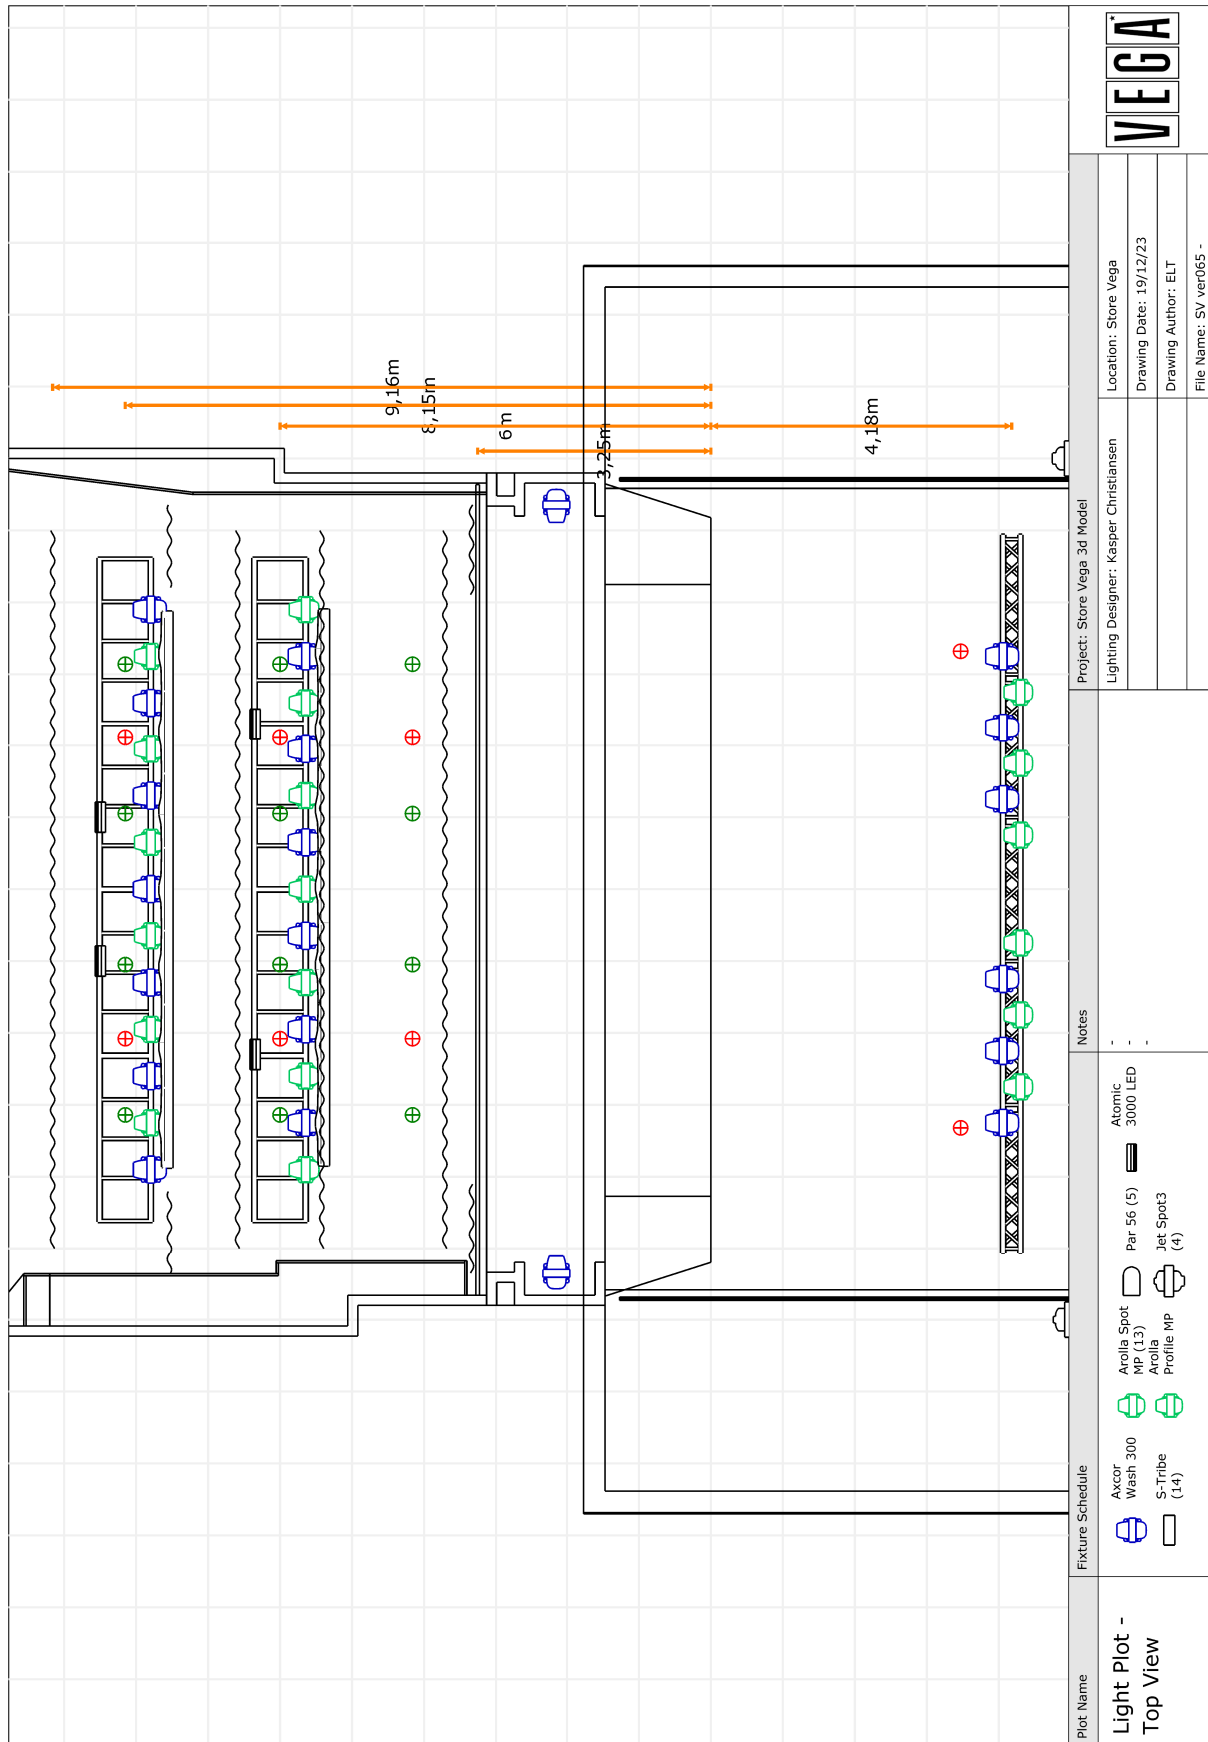 9,16m
8,15m
6 m
3,25m
4,18m
Plot Name
Light Plot -
Top View
Fixture Schedule
Axcor
Wash 300
S-Tribe
(14)
Arolla Spot
MP (13)
Arolla
Profile MP
Par 56 (5)
Jet Spot3
(4)
Atomic
3000 LED
Notes
-
-
-
Project: Store Vega 3d Model
Lighting Designer: Kasper Christiansen
Location: Store Vega
Drawing Date: 19/12/23
Drawing Author: ELT
File Name: SV ver065 -
VEGA*